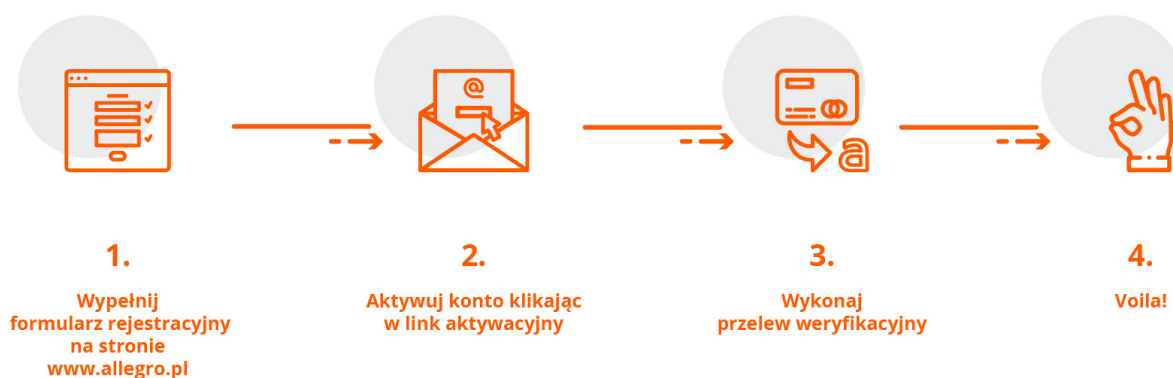 1.
Wypełnij
formularz rejestracyjny
na stronie
www.allegro.pl
2.
Aktywuj konto klikając
w link aktywacyjny
@
3.
Wykonaj
przelew weryfikacyjny
a
4.
Voila!